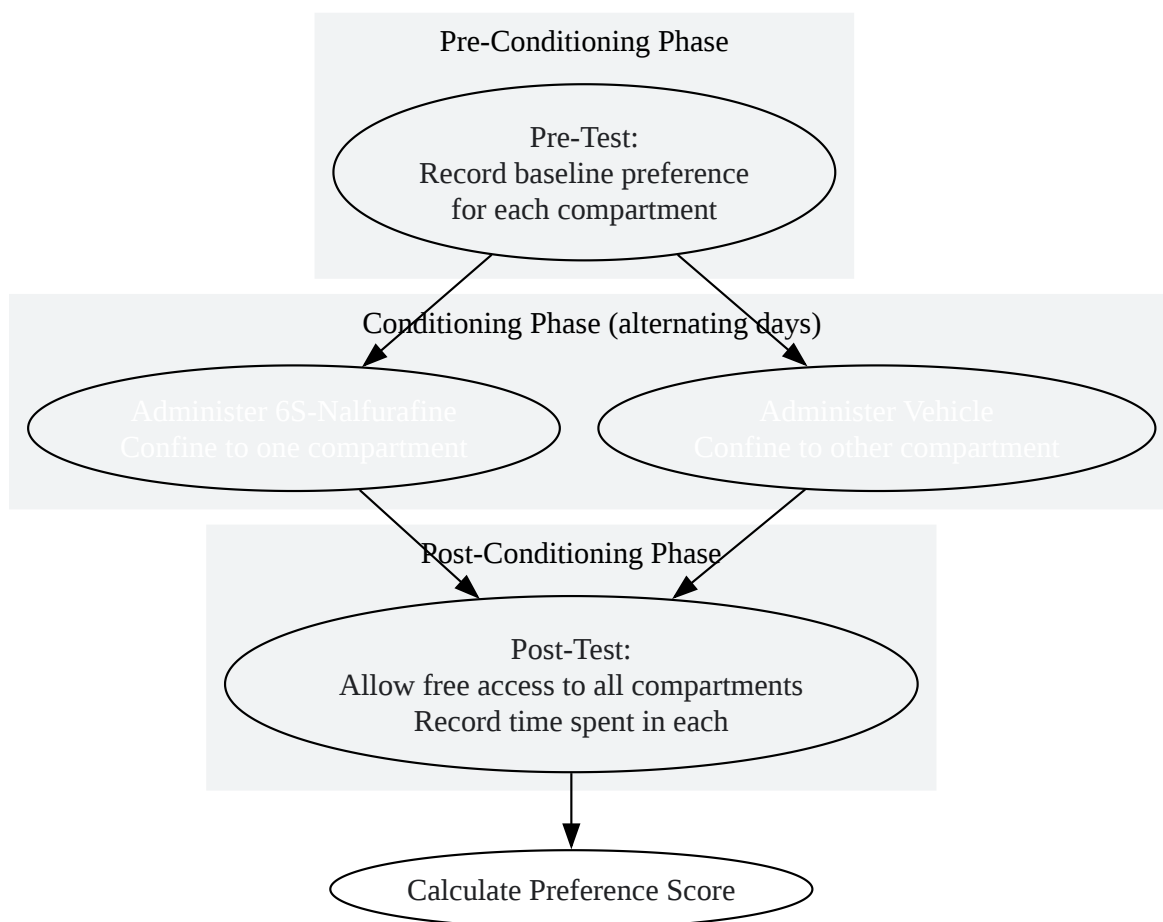 Pre-Conditioning Phase
Pre-Test:
Record baseline preference
for each compartment
Conditioning Phase (alternating days)
Administer 6S-Nalfurafine
Confine to one compartment
Administer Vehicle
Confine to other compartment
Post-Conditioning Phase
Post-Test:
Allow free access to all compartments
Record time spent in each
Calculate Preference Score